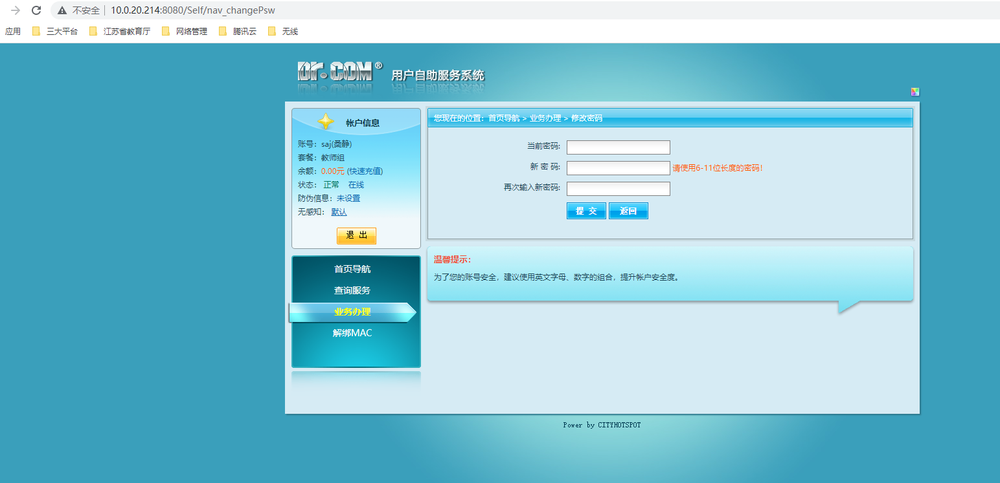 不安全 | 10.0.20.214:8080/Self/nav_changePsw
应用 三大平台 江苏省教育厅 网络管理 腾讯云 无线
Dr.COM® 用户自助服务系统
帐户信息
账号：saj(桑静)
套餐：教师组
余额：0.00元 (快速充值)
状态： 正常 在线
防伪信息：未设置
无感知： 默认
退 出
首页导航
查询服务
业务办理
解绑MAC
您现在的位置：首页导航 > 业务办理 > 修改密码
当前密码:
新 密 码: 请使用6-11位长度的密码!
再次输入新密码:
提 交 返回
温馨提示：
为了您的账号安全，建议使用英文字母、数字的组合，提升帐户安全度。
Power by CITYHOTSPOT